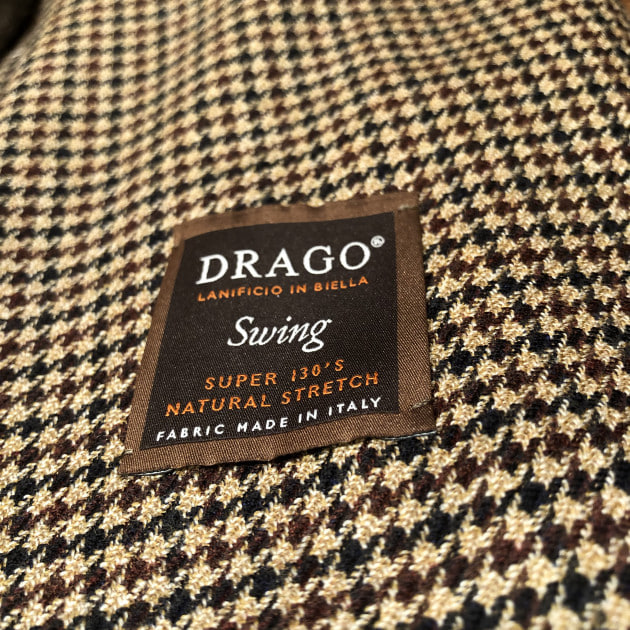 DRAGO®
LANIFICIO IN BIELLA
Swing
SUPER 130'S
NATURAL STRETCH
FABRIC MADE IN ITALY